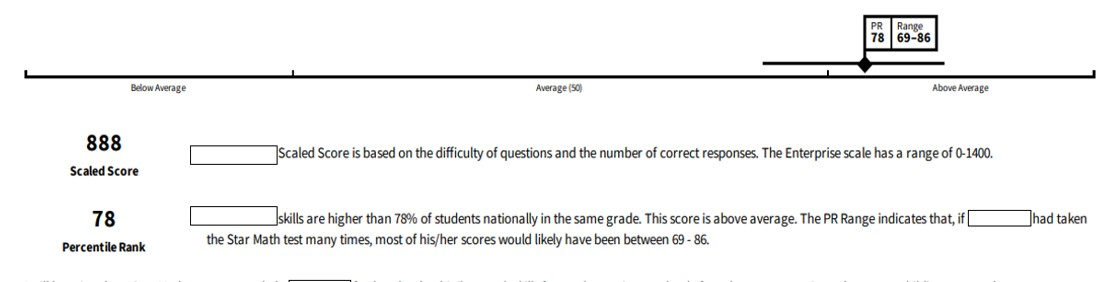 PR Range
78 69-86
Below Average Average (50) Above Average
888
Scaled Score
Scaled Score is based on the difficulty of questions and the number of correct responses. The Enterprise scale has a range of 0-1400.
78
Percentile Rank
skills are higher than 78% of students nationally in the same grade. This score is above average. The PR Range indicates that, if had taken
the Star Math test many times, most of his/her scores would likely have been between 69 - 86.